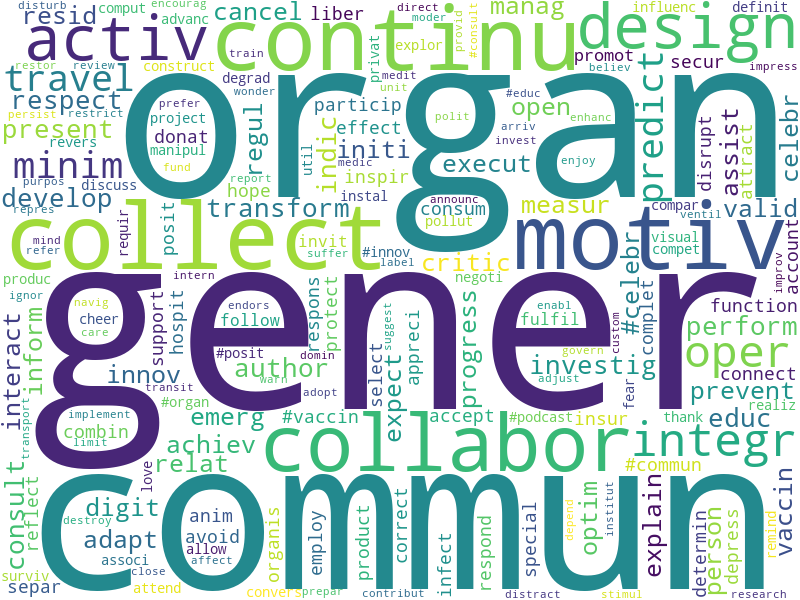 disturb
comput
encourag
advanc
resid
activ
continu
cancel
liber
direct
moder
manag
provid
#consult
influenc
definit
design
promot
believ
impress
secur
train
explor
privat
medit
unit
travel
restor
review
construct
degrad
wonder
respect
persist
restrict
prefer
project
organ
particip
#educ
open
arriv
invest
enhanc
polit
predict
disrupt
assist
attract
celebr
present
revers
donat
manipul
fund
regul
report
util
effect
indic
initi
medic
inspir
execut
enjoy
minim
purpos
discuss
develop
repres
hope
instal
announc
consum
pollut
transform
measur
compar
ventil
valid
account
collect
requir
posit
mind
refer
invit
suffer
#innov
label
critic
motiv
visual
compet
improv
produc
ignor
intern
negoti
gener
navig
cheer
care
support
hospit
endors
follow
respons
protect
appreci
suggest
progress
enabl
fulfil
govern
custom
#celebr
complet
function
perform
interact
inform
transport
innov
transit
#posit
domin
warn
adopt
author
select
expect
investig
adjust
oper
connect
prevent
realiz
implement
combin
limit
#organ
emerg
#vaccin
accept
#podcast
insur
fear
thank
educ
achiev
relat
collabor
integr
#commun
consult
reflect
love
commun
digit
destroy
adapt
associ
close
anim
avoid
allow
affect
organis
employ
product
correct
infect
respond
special
depend
optim
institut
explain
determin
person
depress
remind
vaccin
surviv
separ
attend
convers
prepar
contribut
distract
stimul
research